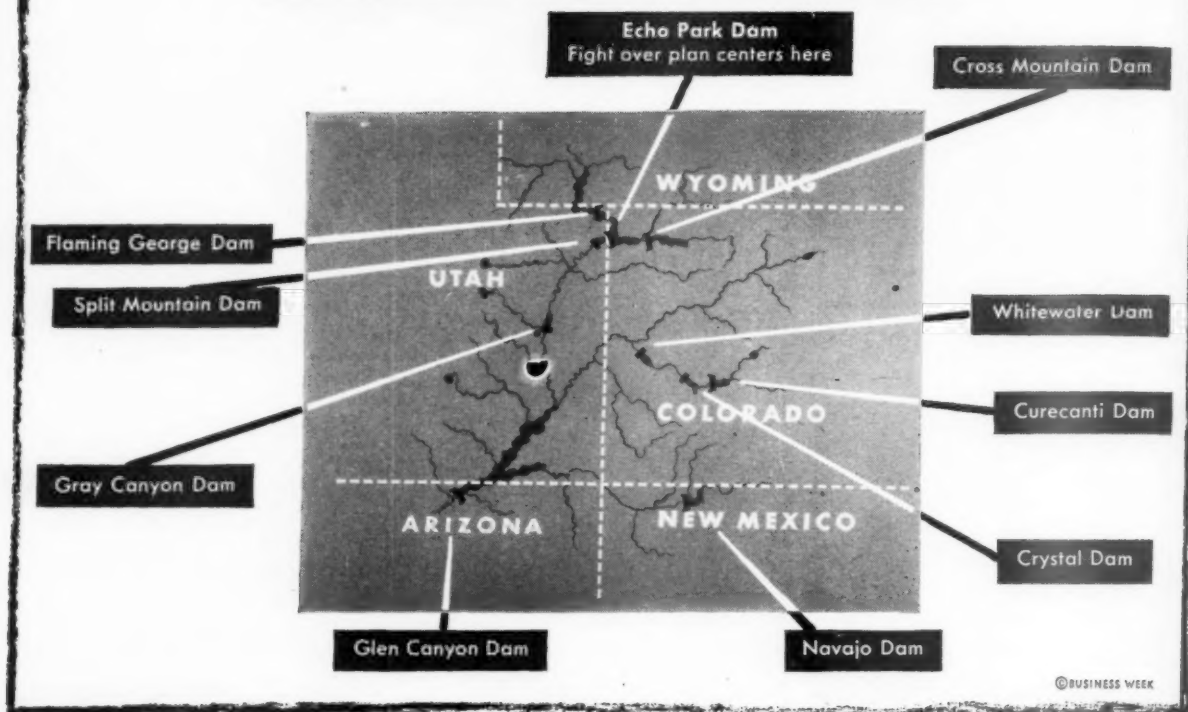 Echo Park Dam
Fight over plan centers here
Cross Mountain Dam
WYOMING
Flaming George Dam
UTAH
Split Mountain Dam
Whitewater Dam
COLORADO
Curecanti Dam
Gray Canyon Dam
ARIZONA
NEW MEXICO
Crystal Dam
Glen Canyon Dam
Navajo Dam
©BUSINESS WEEK